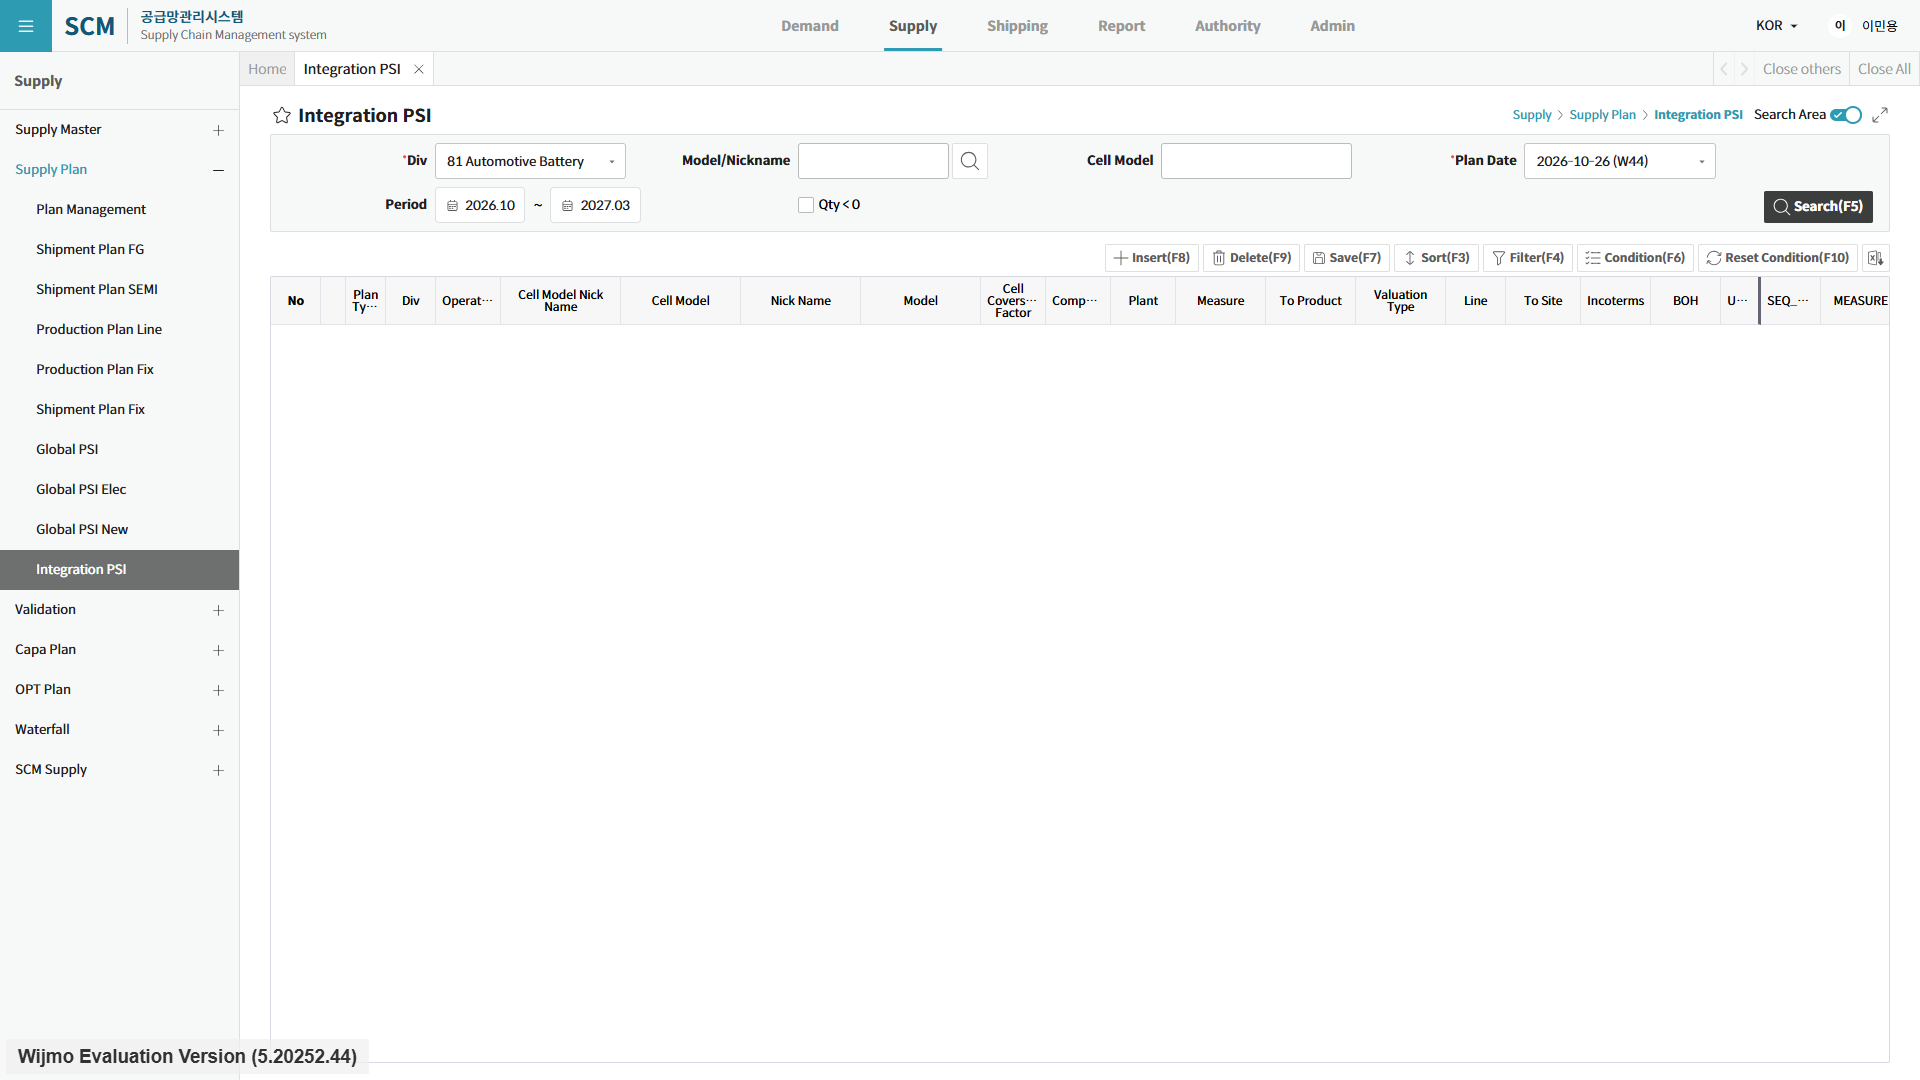 SCM
공급망관리시스템
Supply Chain Management system
Demand
Supply
Shipping
Report
Authority
Admin
KOR
이
이민용
Supply
Home
Integration PSI
Close others
Close All
Supply Master
Supply Plan
Plan Management
Shipment Plan FG
Shipment Plan SEMI
Production Plan Line
Production Plan Fix
Shipment Plan Fix
Global PSI
Global PSI Elec
Global PSI New
Integration PSI
Validation
Capa Plan
OPT Plan
Waterfall
SCM Supply
Integration PSI
Supply > Supply Plan > Integration PSI
Search Area
*Div
81 Automotive Battery
Model/Nickname
Cell Model
*Plan Date
2026-10-26 (W44)
Period
2026.10
~
2027.03
Qty < 0
Search(F5)
Insert(F8)
Delete(F9)
Save(F7)
Sort(F3)
Filter(F4)
Condition(F6)
Reset Condition(F10)
No
Plan
Ty···
Div
Operat···
Cell Model Nick
Name
Cell Model
Nick Name
Model
Cell
Covers···
Factor
Comp···
Plant
Measure
To Product
Valuation
Type
Line
To Site
Incoterms
BOH
U···
SEQ_···
MEASURE
Wijmo Evaluation Version (5.20252.44)